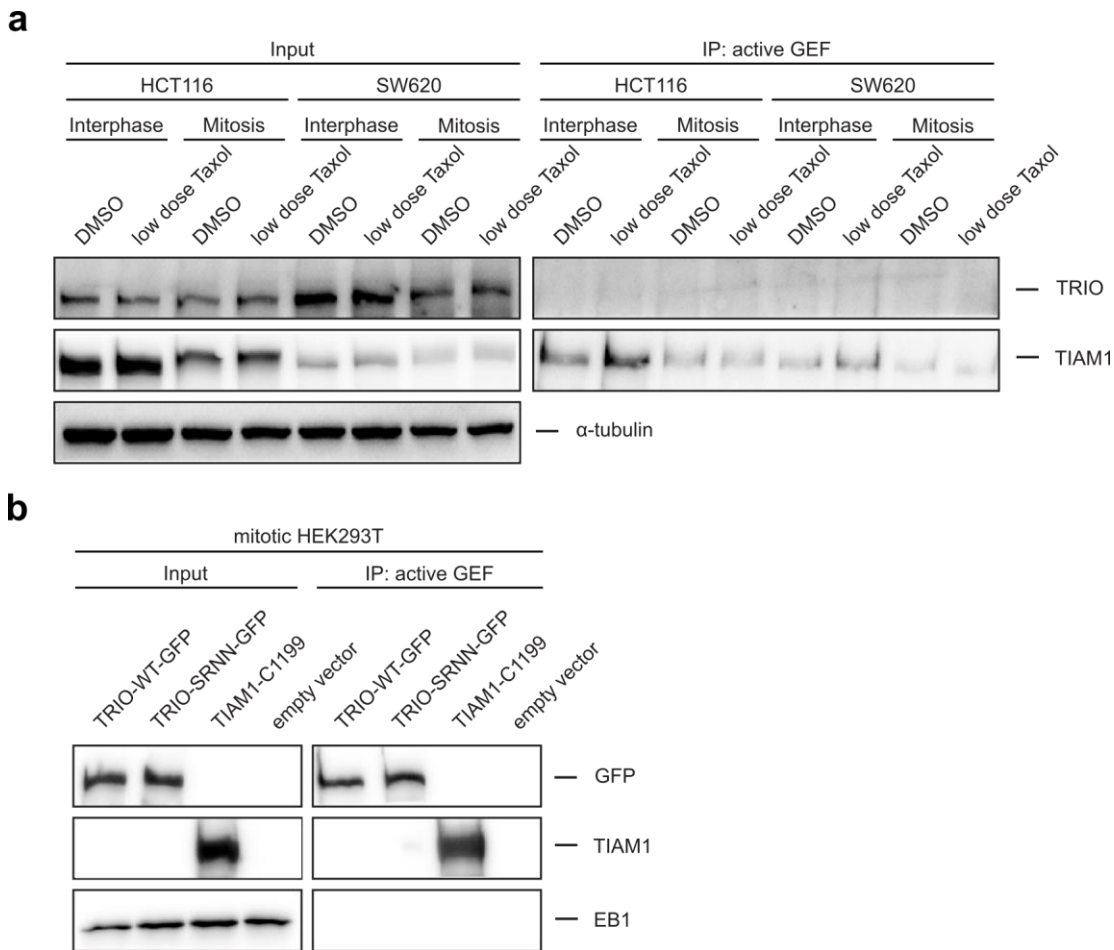 a
Input IP: active GEF
HCT116 SW620 HCT116 SW620
Interphase Mitosis Interphase Mitosis Interphase Mitosis Interphase Mitosis
DMSO low dose Taxol DMSO low dose Taxol DMSO low dose Taxol DMSO low dose Taxol DMSO low dose Taxol DMSO low dose Taxol DMSO low dose Taxol DMSO low dose Taxol
TRIO
TIAM1
α-tubulin
b
mitotic HEK293T
Input IP: active GEF
TRIO-WT-GFP TRIO-SRNN-GFP TIAM1-C1199 empty vector TRIO-WT-GFP TRIO-SRNN-GFP TIAM1-C1199 empty vector
GFP
TIAM1
EB1